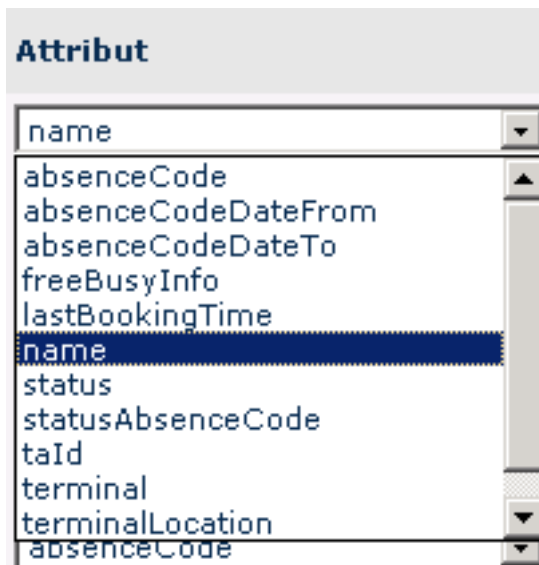 Attribut
name
absenceCode
absenceCodeDateFrom
absenceCodeDateTo
freeBusyInfo
lastBookingTime
name
status
statusAbsenceCode
taId
terminal
terminalLocation
absenceCode